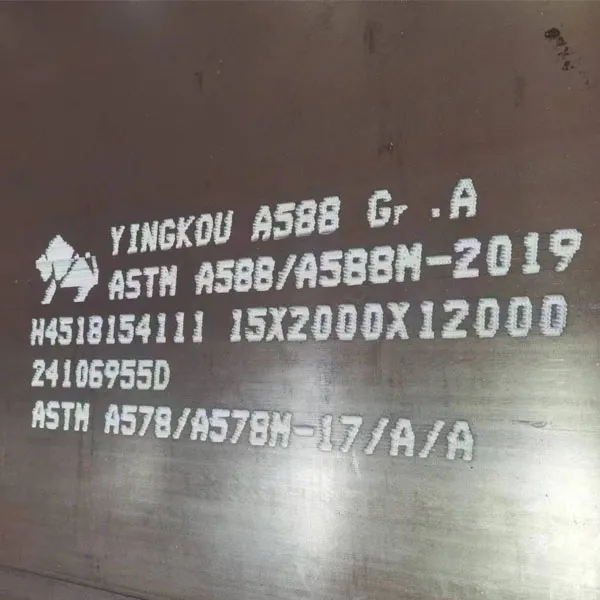 YINGKOU A588 Gr .A
ASTM A588/A588M-2019
H4518154111 15X2000X12000
24106955D
ASTM A578/A578M-17/A/A